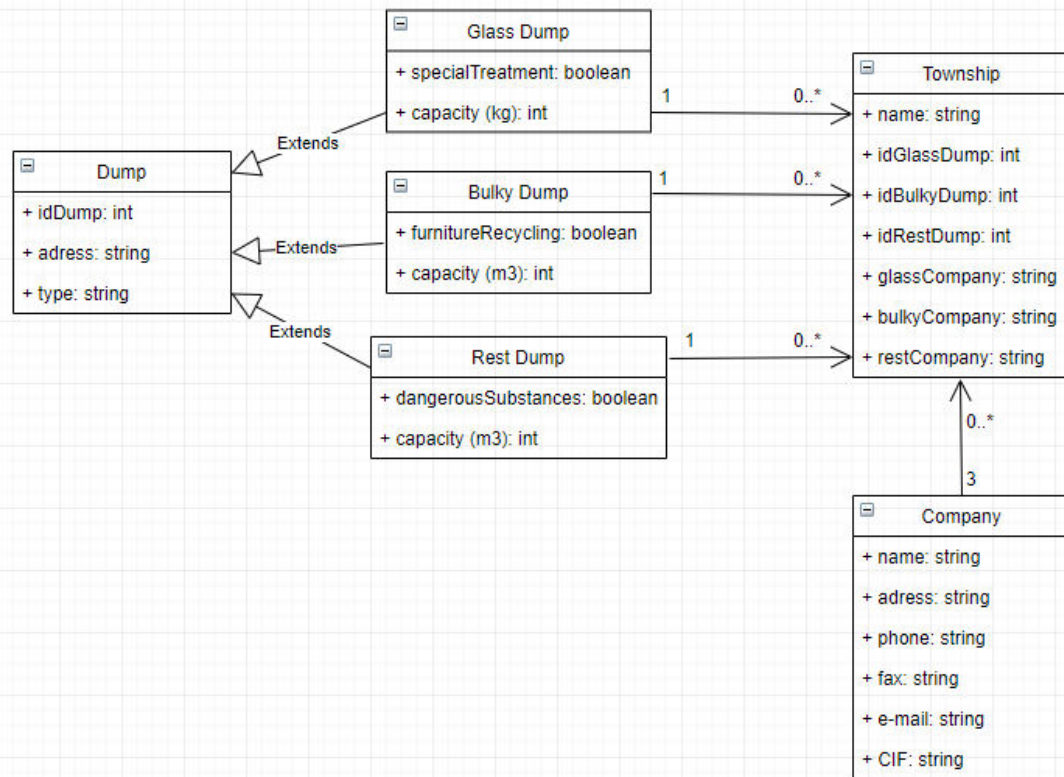 Glass Dump
+ specialTreatment: boolean
+ capacity (kg): int
1
0..*
Township
+ name: string
+ idGlassDump: int
+ idBulkyDump: int
+ idRestDump: int
+ glassCompany: string
+ bulkyCompany: string
+ restCompany: string
Extends
Dump
+ idDump: int
+ adress: string
+ type: string
Bulky Dump
+ furnitureRecycling: boolean
+ capacity (m3): int
1
0..*
Extends
Extends
Rest Dump
+ dangerousSubstances: boolean
+ capacity (m3): int
1
0..*
0..*
3
Company
+ name: string
+ adress: string
+ phone: string
+ fax: string
+ e-mail: string
+ CIF: string